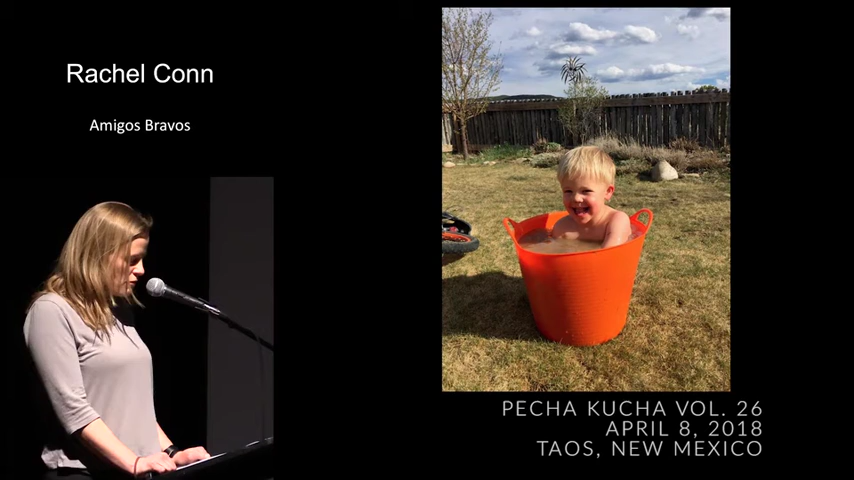 Rachel Conn
Amigos Bravos
PECHA KUCHA VOL. 26
APRIL 8, 2018
TAOS, NEW MEXICO